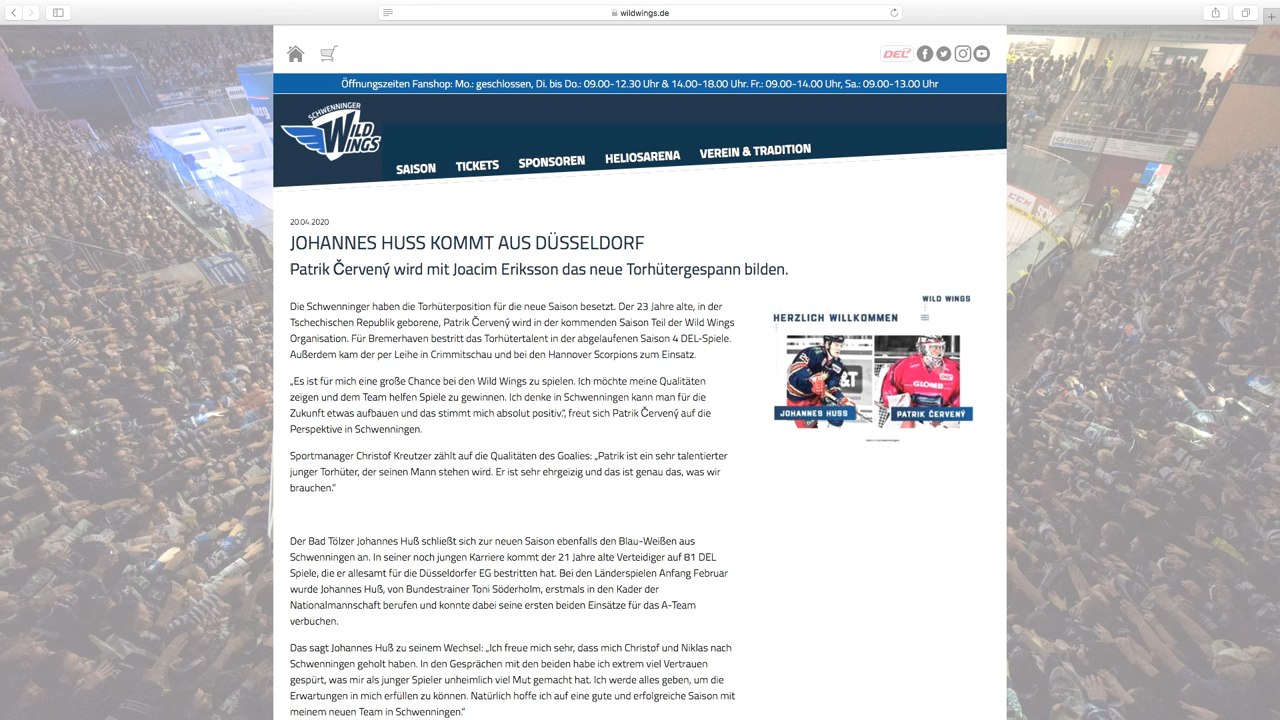 wildwings.de
DEL
Öffnungszeiten Fanshop: Mo.: geschlossen, Di. bis Do.: 09.00-12.30 Uhr & 14.00-18.00 Uhr. Fr.: 09.00-14.00 Uhr, Sa.: 09.00-13.00 Uhr
SCHWENNINGER
WILD
WINGS
SAISON TICKETS SPONSOREN HELIOSARENA VEREIN & TRADITION
20.04.2020
JOHANNES HUSS KOMMT AUS DÜSSELDORF
Patrik Červený wird mit Joacim Eriksson das neue Torhütergespann bilden.
Die Schwenninger haben die Torhüterposition für die neue Saison besetzt. Der 23 Jahre alte, in der
Tschechischen Republik geborene, Patrik Červený wird in der kommenden Saison Teil der Wild Wings
Organisation. Für Bremerhaven bestritt das Torhütertalent in der abgelaufenen Saison 4 DEL-Spiele.
Außerdem kam der per Leihe in Crimmitschau und bei den Hannover Scorpions zum Einsatz.
„Es ist für mich eine große Chance bei den Wild Wings zu spielen. Ich möchte meine Qualitäten
zeigen und dem Team helfen Spiele zu gewinnen. Ich denke in Schwenningen kann man für die
Zukunft etwas aufbauen und das stimmt mich absolut positiv.“, freut sich Patrik Červený auf die
Perspektive in Schwenningen.
Sportmanager Christof Kreutzer zählt auf die Qualitäten des Goalies: „Patrik ist ein sehr talentierter
junger Torhüter, der seinen Mann stehen wird. Er ist sehr ehrgeizig und das ist genau das, was wir
brauchen.“
Der Bad Tölzer Johannes Huß schließt sich zur neuen Saison ebenfalls den Blau-Weißen aus
Schwenningen an. In seiner noch jungen Karriere kommt der 21 Jahre alte Verteidiger auf 81 DEL
Spiele, die er allesamt für die Düsseldorfer EG bestritten hat. Bei den Länderspielen Anfang Februar
wurde Johannes Huß, von Bundestrainer Toni Söderholm, erstmals in den Kader der
Nationalmannschaft berufen und konnte dabei seine ersten beiden Einsätze für das A-Team
verbuchen.
Das sagt Johannes Huß zu seinem Wechsel: „Ich freue mich sehr, dass mich Christof und Niklas nach
Schwenningen geholt haben. In den Gesprächen mit den beiden habe ich extrem viel Vertrauen
gespürt, was mir als junger Spieler unheimlich viel Mut gemacht hat. Ich werde alles geben, um die
Erwartungen in mich erfüllen zu können. Natürlich hoffe ich auf eine gute und erfolgreiche Saison mit
meinem neuen Team in Schwenningen.“
WILD WINGS
HERZLICH WILLKOMMEN
&T
GLOMB
JOHANNES HUSS
PATRIK ČERVENÝ